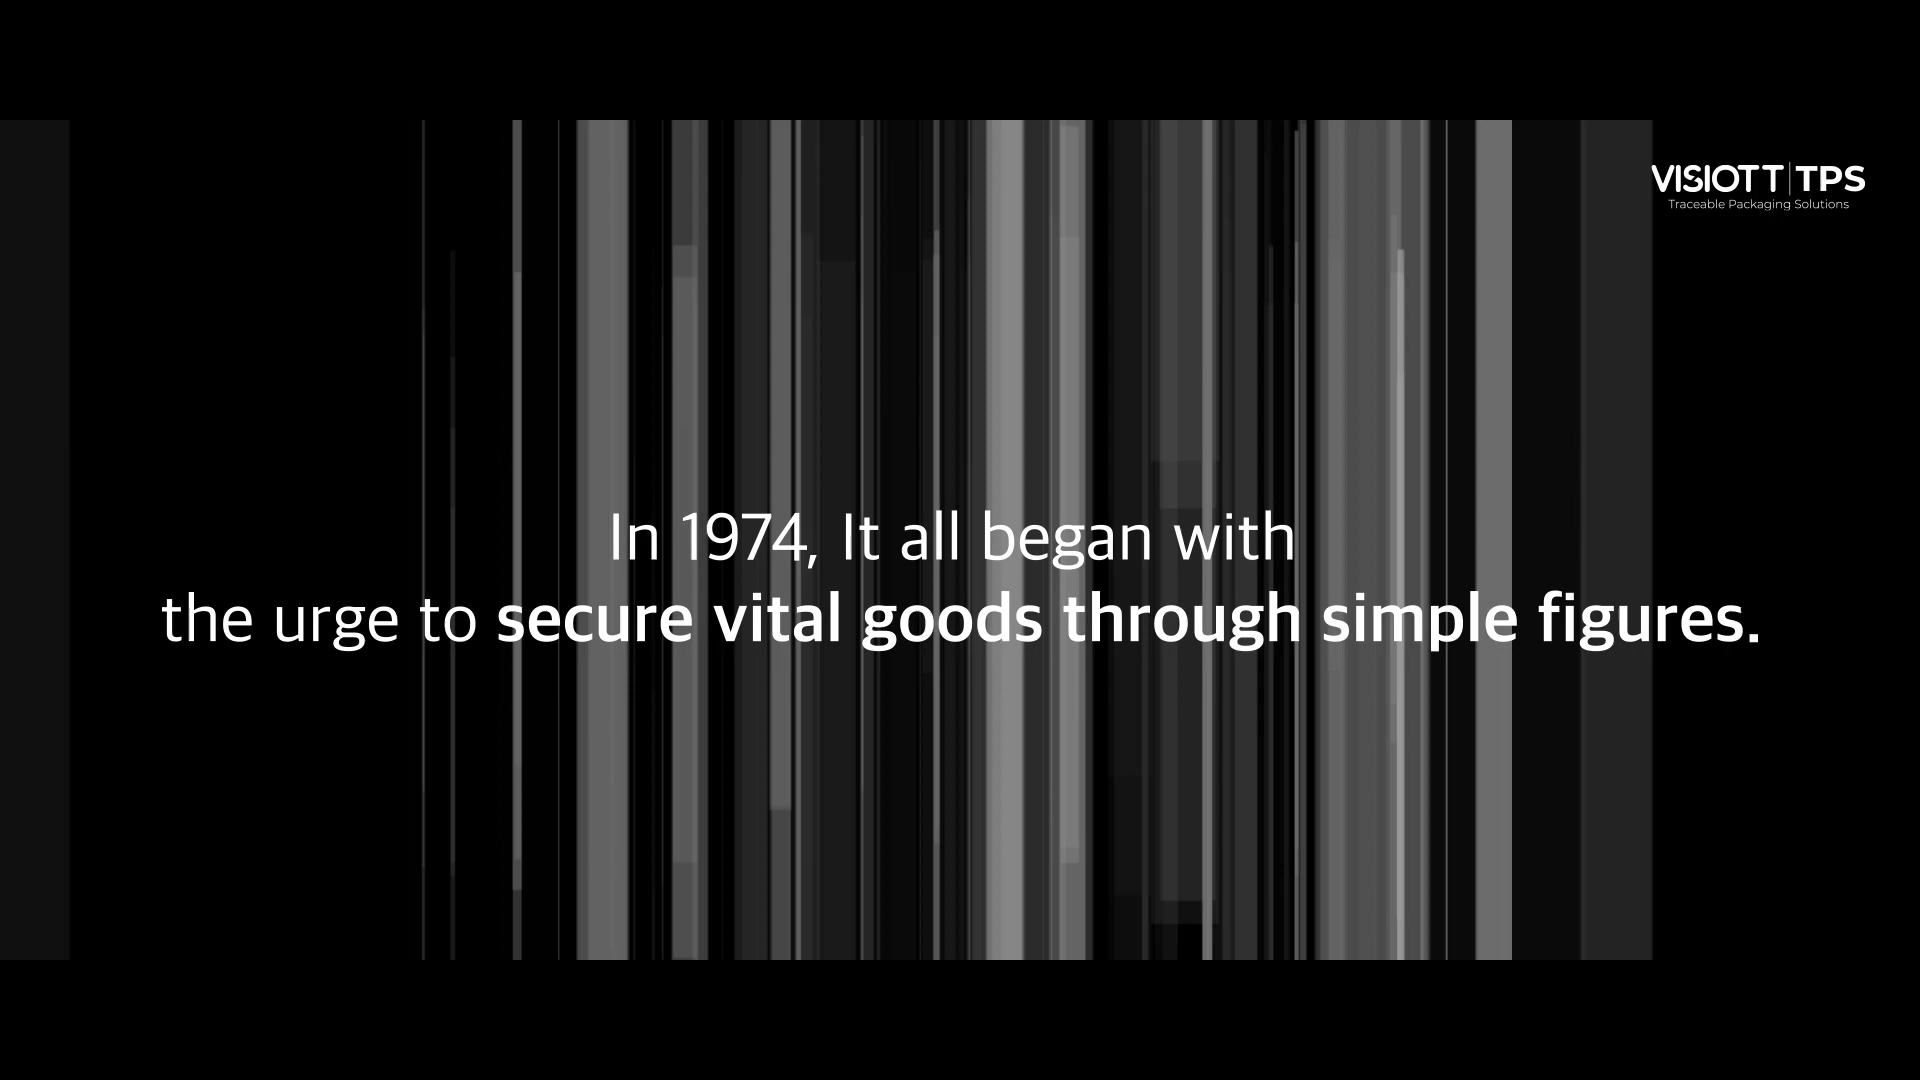 VISIOTT | TPS
Traceable Packaging Solutions
In 1974, It all began with
the urge to secure vital goods through simple figures.